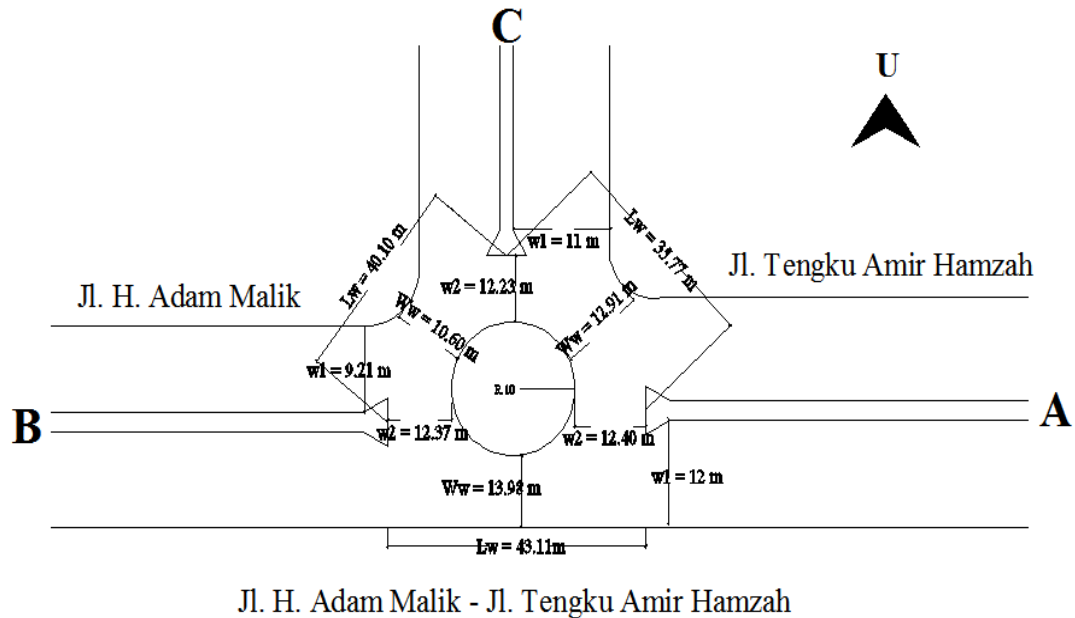 C
U
Lw = 40.10 m
w1 = 11 m
Lw = 35.77 m
Jl. Tengku Amir Hamzah
Jl. H. Adam Malik
w2 = 12.23 m
Ww = 10.60 m
Ww = 12.91 m
w1 = 9.21 m
R 10
B
A
w2 = 12.37 m
w2 = 12.40 m
w1 = 12 m
Ww = 13.98 m
Lw = 43.11m
Jl. H. Adam Malik - Jl. Tengku Amir Hamzah